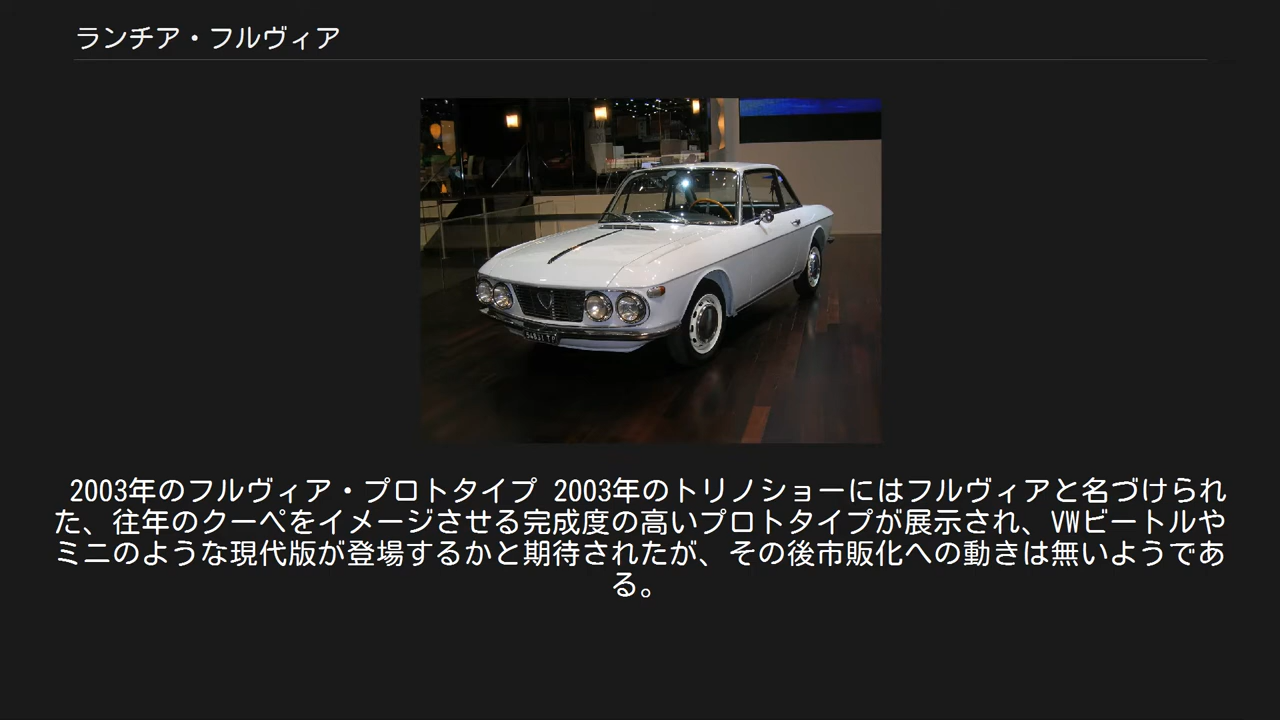 ランチア・フルヴィア
2003年のフルヴィア・プロトタイプ 2003年のトリノショーにはフルヴィアと名づけられ
た、往年のクーペをイメージさせる完成度の高いプロトタイプが展示され、VWビートルや
ミニのような現代版が登場するかと期待されたが、その後市販化への動きは無いようであ
る。